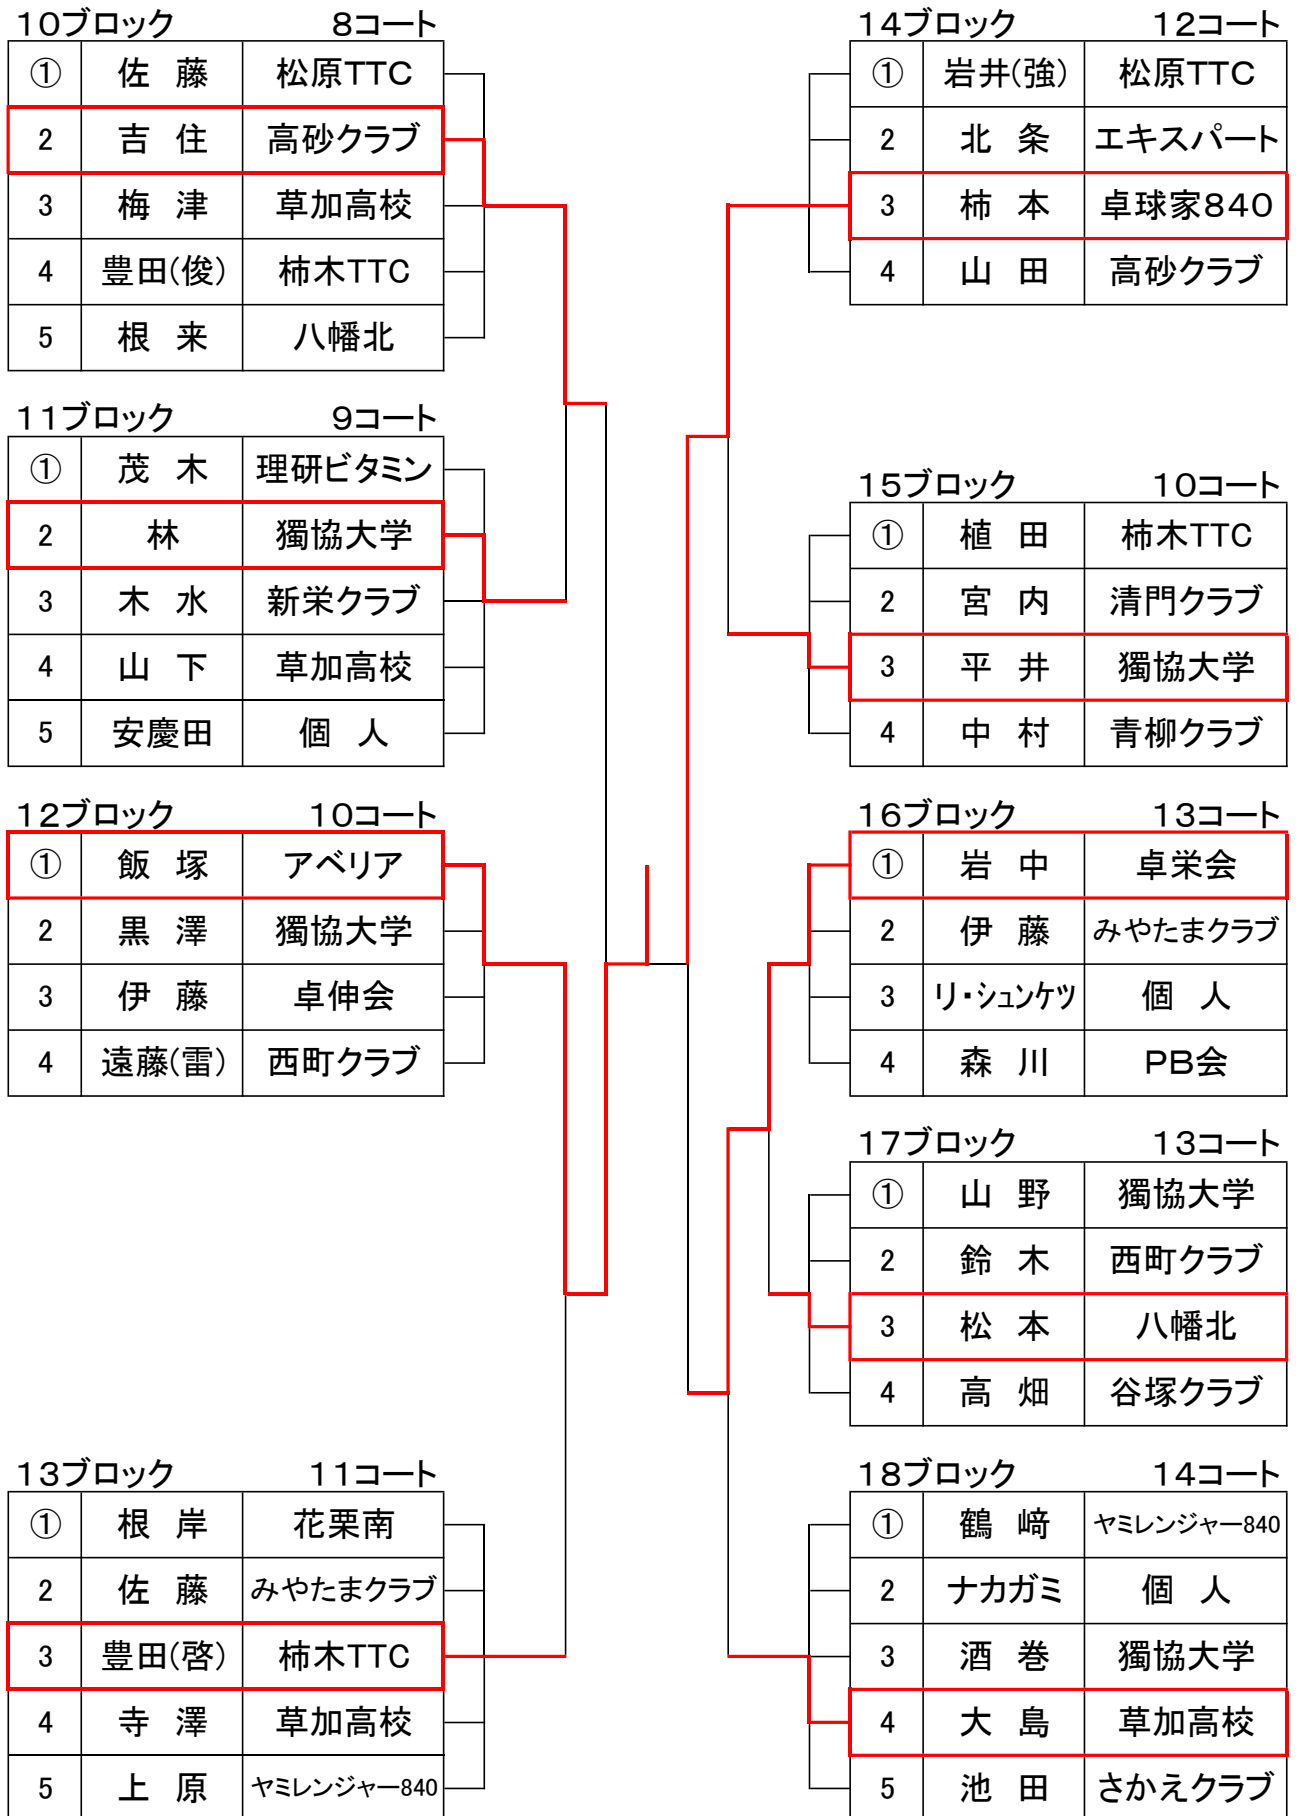 10ブロック 8コート
① 佐 藤 松原TTC
2 吉 住 高砂クラブ
3 梅 津 草加高校
4 豊田(俊) 柿木TTC
5 根 来 八幡北
11ブロック 9コート
① 茂 木 理研ビタミン
2 林 獨協大学
3 木 水 新栄クラブ
4 山 下 草加高校
5 安慶田 個 人
12ブロック 10コート
① 飯 塚 アベリア
2 黒 澤 獨協大学
3 伊 藤 卓伸会
4 遠藤(雷) 西町クラブ
13ブロック 11コート
① 根 岸 花栗南
2 佐 藤 みやたまクラブ
3 豊田(啓) 柿木TTC
4 寺 澤 草加高校
5 上 原 ヤミレンジャー840
14ブロック 12コート
① 岩井(強) 松原TTC
2 北 条 エキスパート
3 柿 本 卓球家840
4 山 田 高砂クラブ
15ブロック 10コート
① 植 田 柿木TTC
2 宮 内 清門クラブ
3 平 井 獨協大学
4 中 村 青柳クラブ
16ブロック 13コート
① 岩 中 卓栄会
2 伊 藤 みやたまクラブ
3 リ・シュンケツ 個 人
4 森 川 PB会
17ブロック 13コート
① 山 野 獨協大学
2 鈴 木 西町クラブ
3 松 本 八幡北
4 高 畑 谷塚クラブ
18ブロック 14コート
① 鶴 﨑 ヤミレンジャー840
2 ナカガミ 個 人
3 酒 巻 獨協大学
4 大 島 草加高校
5 池 田 さかえクラブ